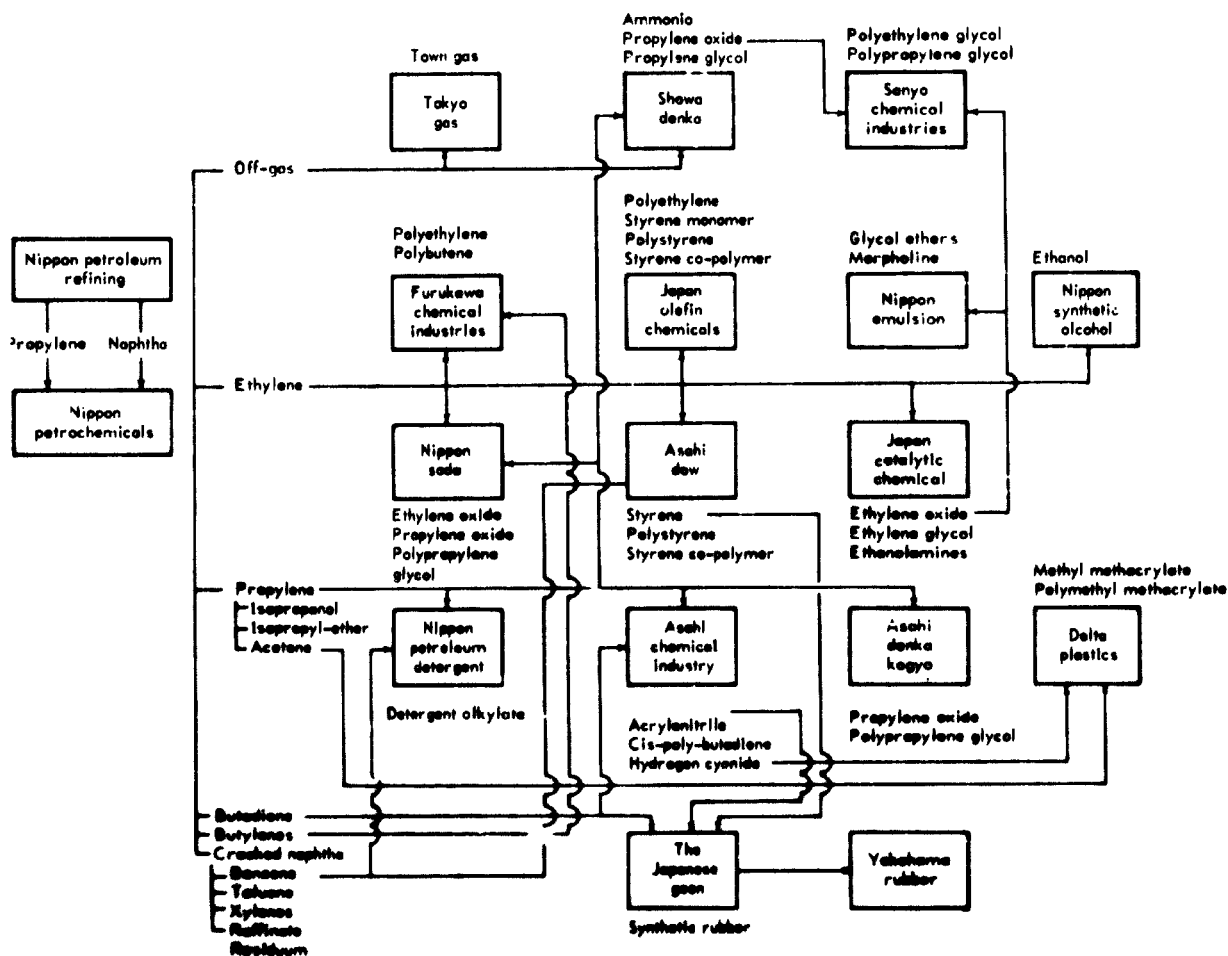 Ammonia
Propylene oxide
Propylene glycol
Polyethylene glycol
Polypropylene glycol
Town gas
Tokyo
gas
Showa
denka
Senyo
chemical
industries
Off-gas
Polyethylene
Styrene monomer
Polystyrene
Styrene co-polymer
Polyethylene
Polybutene
Glycol ethers
Morpholine
Ethanol
Nippon petroleum
refining
Furukawa
chemical
industries
Japan
olefin
chemicals
Nippon
emulsion
Nippon
synthetic
alcohol
Propylene
Naphtha
Ethylene
Nippon
petrochemicals
Nippon
soda
Asahi
dow
Japan
catalytic
chemical
Ethylene oxide
Propylene oxide
Polypropylene
glycol
Styrene
Polystyrene
Styrene co-polymer
Ethylene oxide
Ethylene glycol
Ethanolamines
Propylene
Isopropanol
Isopropyl-ether
Acetone
Methyl methacrylate
Polymethyl methacrylate
Nippon
petroleum
detergent
Asahi
chemical
industry
Asahi
denka
kogyo
Delta
plastics
Detergent alkylate
Acrylonitrile
Cis-poly-butadiene
Hydrogen cyanide
Propylene oxide
Polypropylene glycol
Butadiene
Butylenes
Cracked naphtha
Benzene
Toluene
Xylenes
Raffinate
Residuum
The
Japanese
geon
Yokohama
rubber
Synthetic rubber